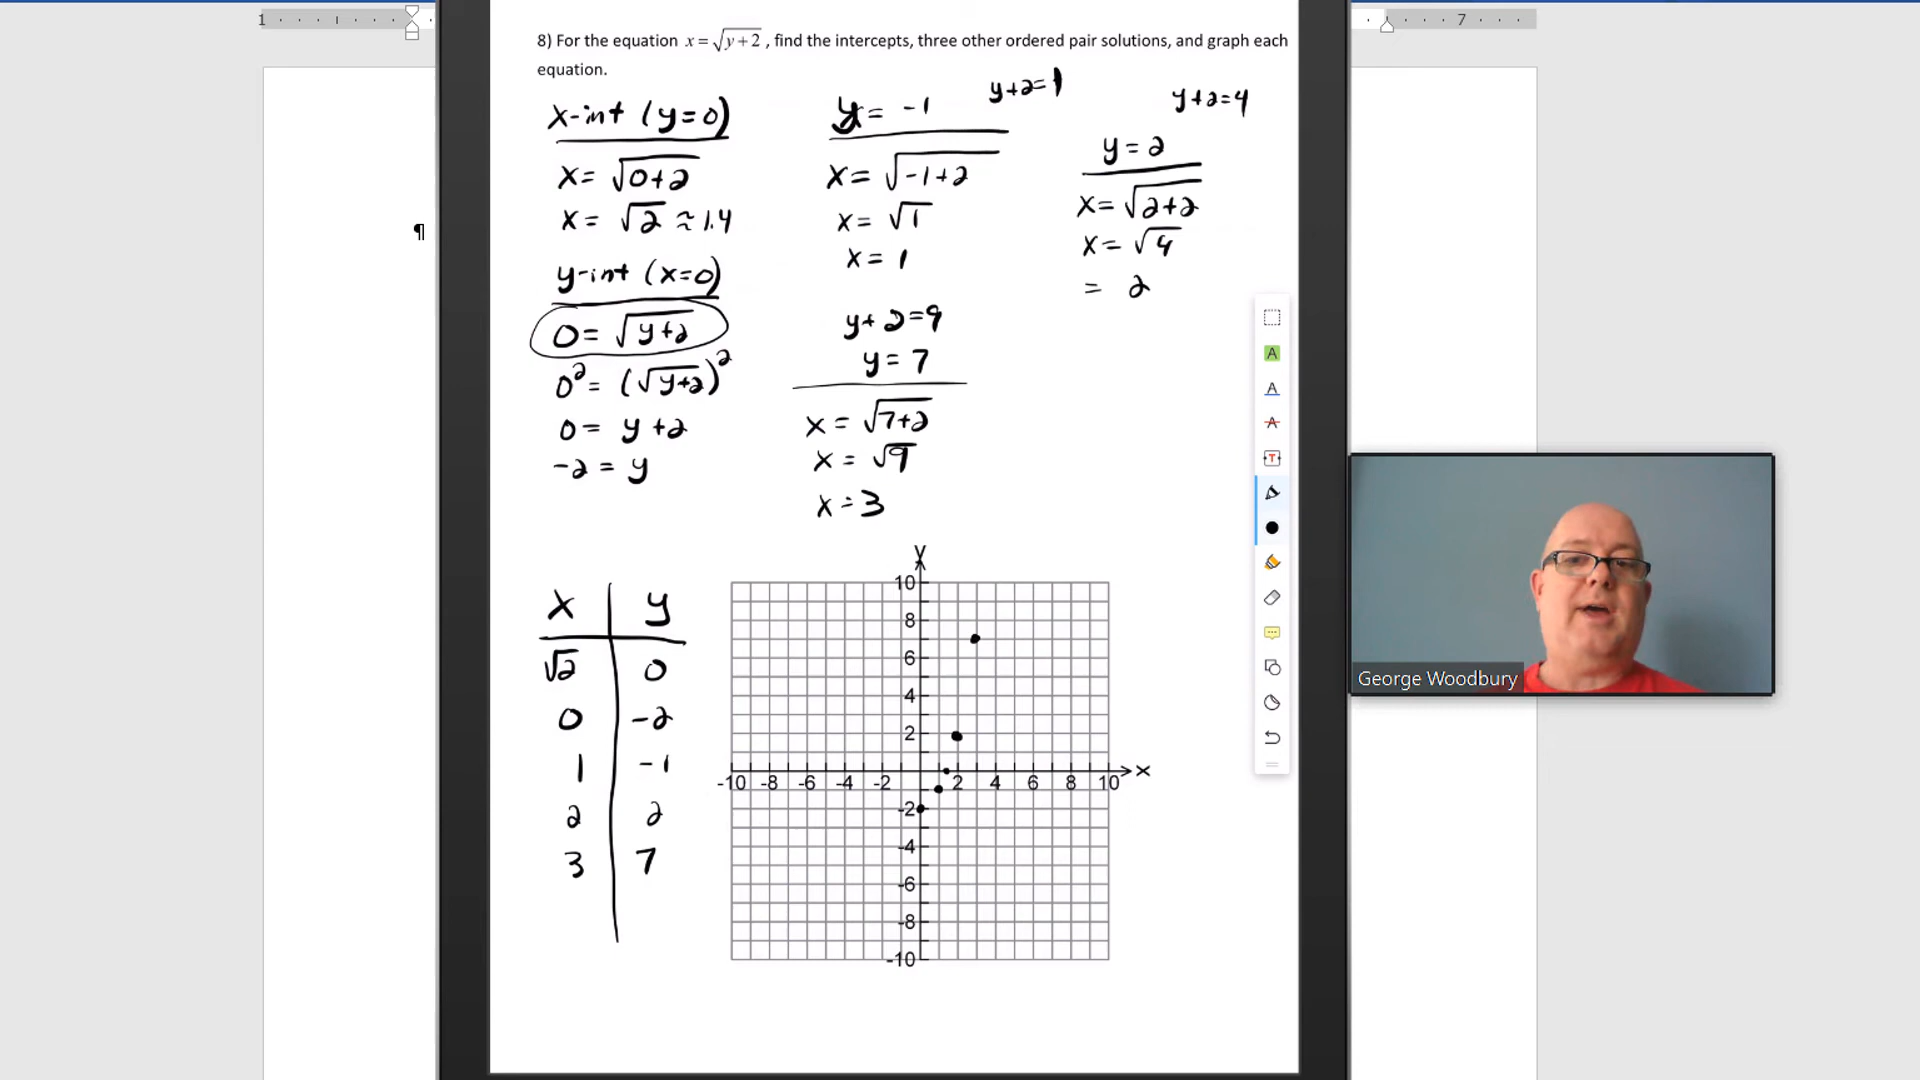 1
7
8) For the equation x = √y+2 , find the intercepts, three other ordered pair solutions, and graph each
equation.
x-int (y=0)
x = √0+2
x = √2 ≈ 1.4
y-int (x=0)
0 = √y+2
0² = (√y+2)²
0 = y+2
-2 = y
y = -1
y+2=1
x = √-1+2
x = √1
x = 1
y+2=9
y = 7
x = √7+2
x = √9
x = 3
y+2=4
y = 2
x = √2+2
x = √4
= 2
¶
x y
√2 0
0 -2
1 -1
2 2
3 7
y
10
8
6
4
2
-10 -8 -6 -4 -2 2 4 6 8 10 x
-2
-4
-6
-8
-10
A
A
A
T
George Woodbury